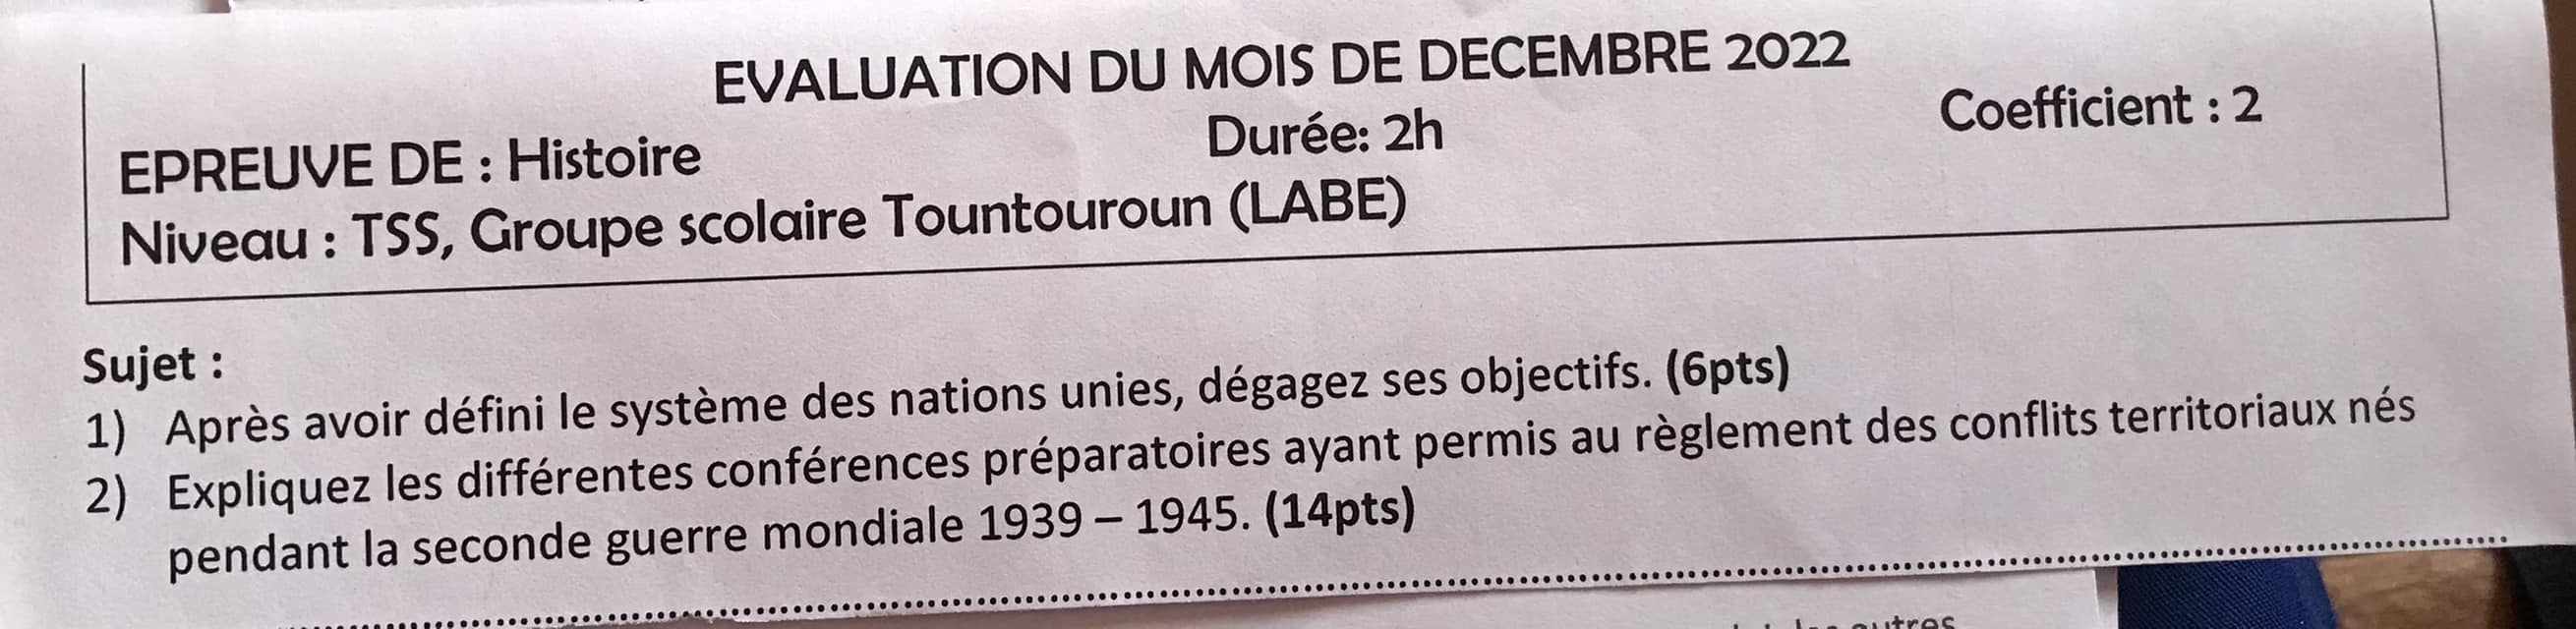 EVALUATION DU MOIS DE DECEMBRE 2022
EPREUVE DE : Histoire Durée: 2h Coefficient : 2
Niveau : TSS, Groupe scolaire Tountouroun (LABE)
Sujet :
1) Après avoir défini le système des nations unies, dégagez ses objectifs. (6pts)
2) Expliquez les différentes conférences préparatoires ayant permis au règlement des conflits territoriaux nés
pendant la seconde guerre mondiale 1939 – 1945. (14pts)
autres